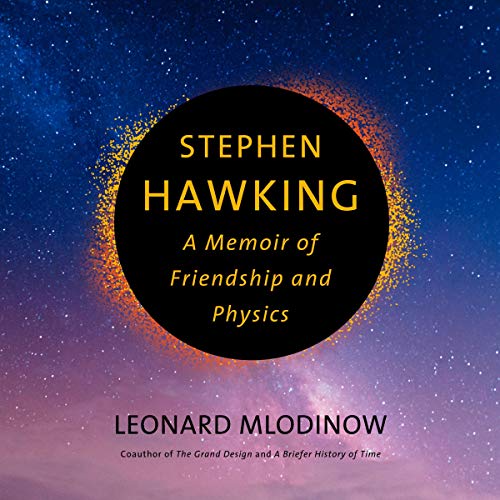 STEPHEN
HAWKING
A Memoir of
Friendship and
Physics
LEONARD MLODINOW
Coauthor of The Grand Design and A Briefer History of Time